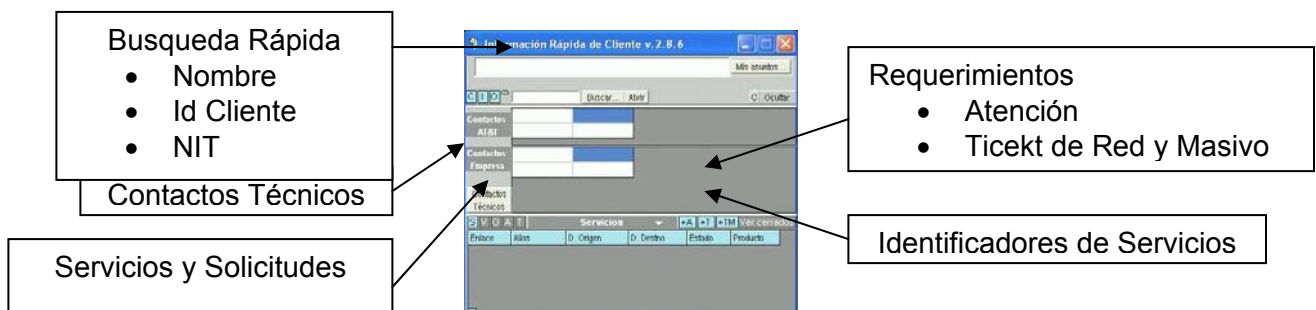 Busqueda Rápida
• Nombre
• Id Cliente
• NIT
Contactos Técnicos
Servicios y Solicitudes
Información Rápida de Cliente v.2.8.6
Mis asuntos...
C I O
Buscar... Abrir
Ocultar
Contactos
AT&T
Contactos
Empresa
Contactos
Técnicos
S V O A T Servicios +A +I +IM Ver cerrados
Enlace Alias D. Origen D. Destino Estado Producto
Requerimientos
• Atención
• Ticekt de Red y Masivo
Identificadores de Servicios